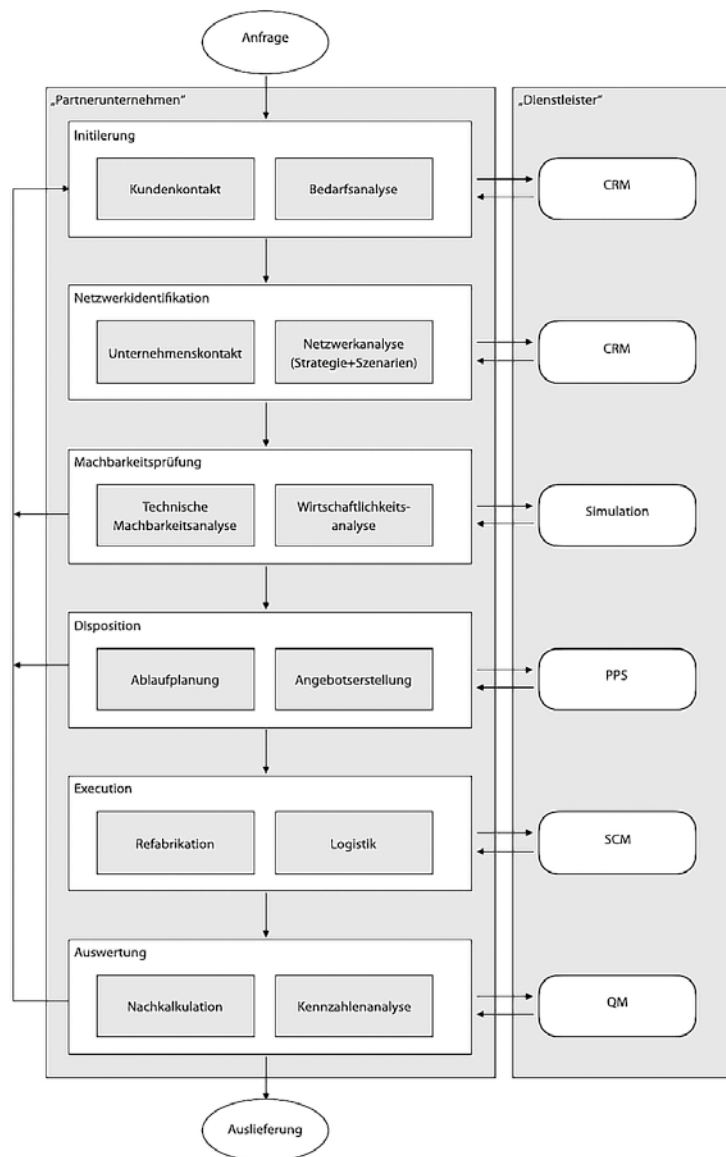 Anfrage
„Partnerunternehmen“
„Dienstleister“
Initilerung
Kundenkontakt
Bedarfsanalyse
CRM
Netzwerkidentifikation
Unternehmenskontakt
Netzwerkanalyse
(Strategie+Szenarien)
CRM
Machbarkeitsprüfung
Technische
Machbarkeitsanalyse
Wirtschaftlichkeits-
analyse
Simulation
Disposition
Ablaufplanung
Angebotserstellung
PPS
Execution
Refabrikation
Logistik
SCM
Auswertung
Nachkalkulation
Kennzahlenanalyse
QM
Auslieferung